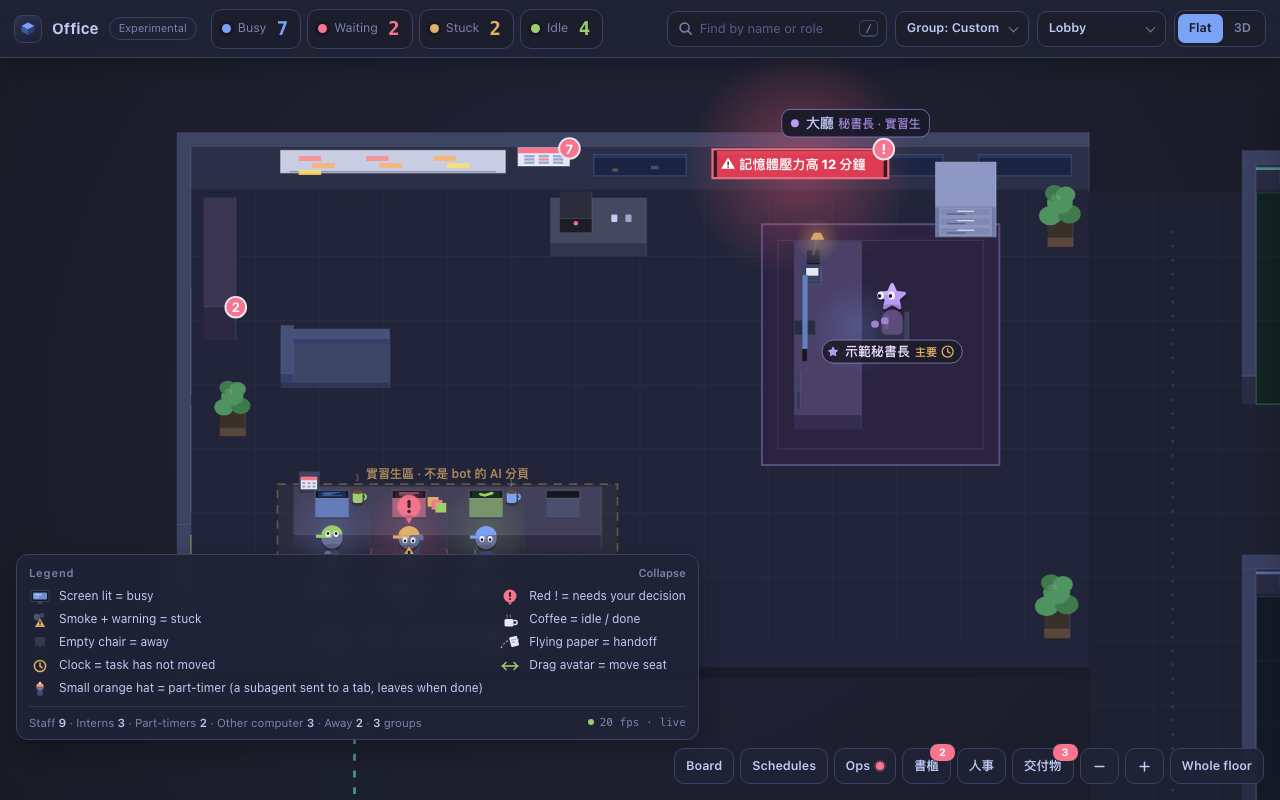 Office
Experimental
Busy 7
Waiting 2
Stuck 2
Idle 4
Find by name or role /
Group: Custom
Lobby
Flat
3D
大廳 秘書長 · 實習生
7
!
記憶體壓力高 12 分鐘
2
示範秘書長 主要
實習生區 · 不是 bot 的 AI 分頁
!
Legend
Collapse
Screen lit = busy
Red ! = needs your decision
Smoke + warning = stuck
Coffee = idle / done
Empty chair = away
Flying paper = handoff
Clock = task has not moved
Drag avatar = move seat
Small orange hat = part-timer (a subagent sent to a tab, leaves when done)
Staff 9 · Interns 3 · Part-timers 2 · Other computer 3 · Away 2 · 3 groups
20 fps · live
Board
Schedules
Ops
書櫃 2
人事
交付物 3
−
+
Whole floor